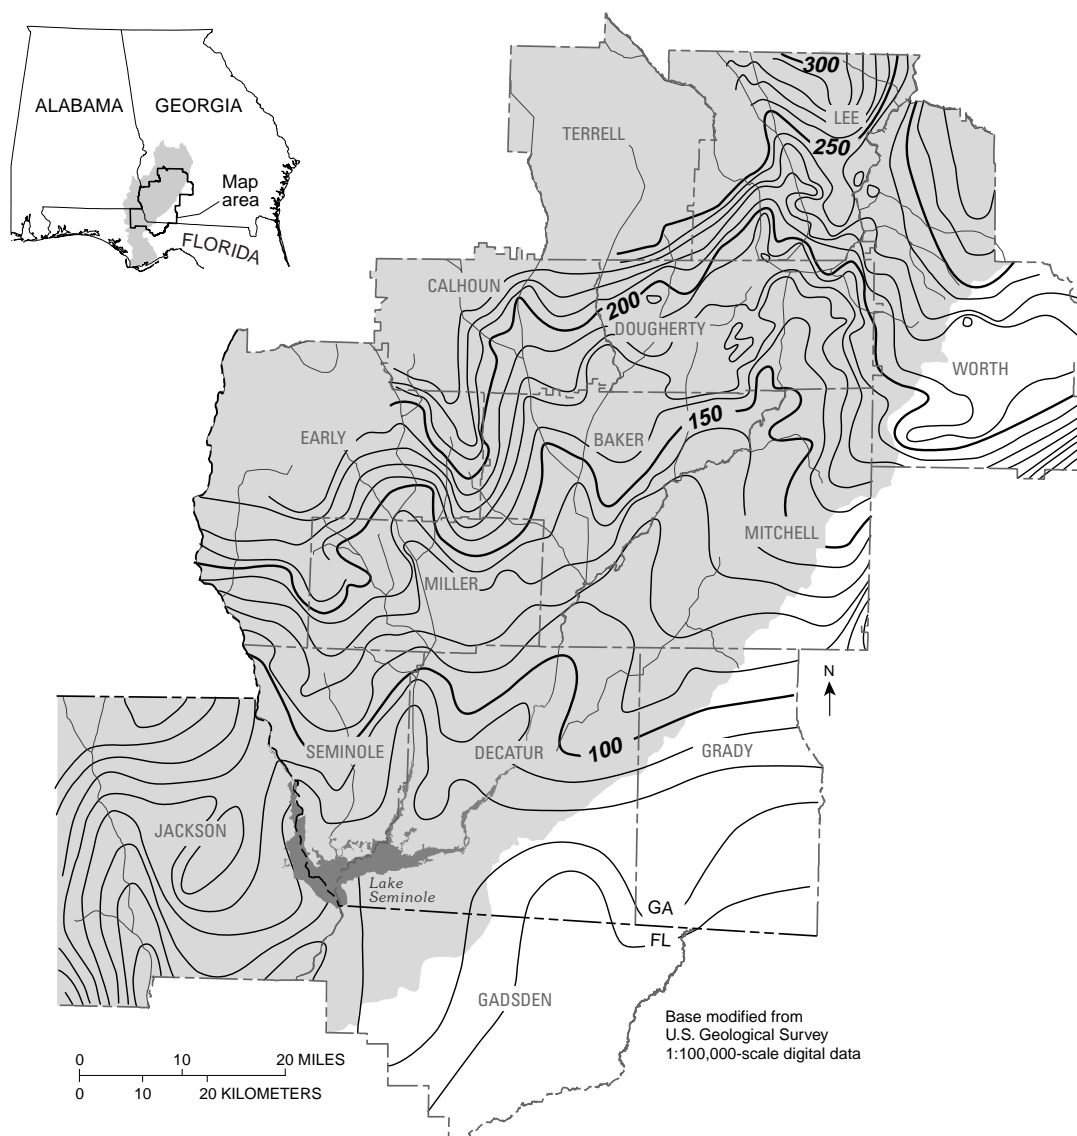 ALABAMA
GEORGIA
Map
area
FLORIDA
300
LEE
TERRELL
250
CALHOUN
200
DOUGHERTY
WORTH
150
EARLY
BAKER
MITCHELL
MILLER
N
SEMINOLE
DECATUR
100
GRADY
JACKSON
Lake
Seminole
GA
FL
GADSDEN
Base modified from
U.S. Geological Survey
1:100,000-scale digital data
0 10 20 MILES
0 10 20 KILOMETERS